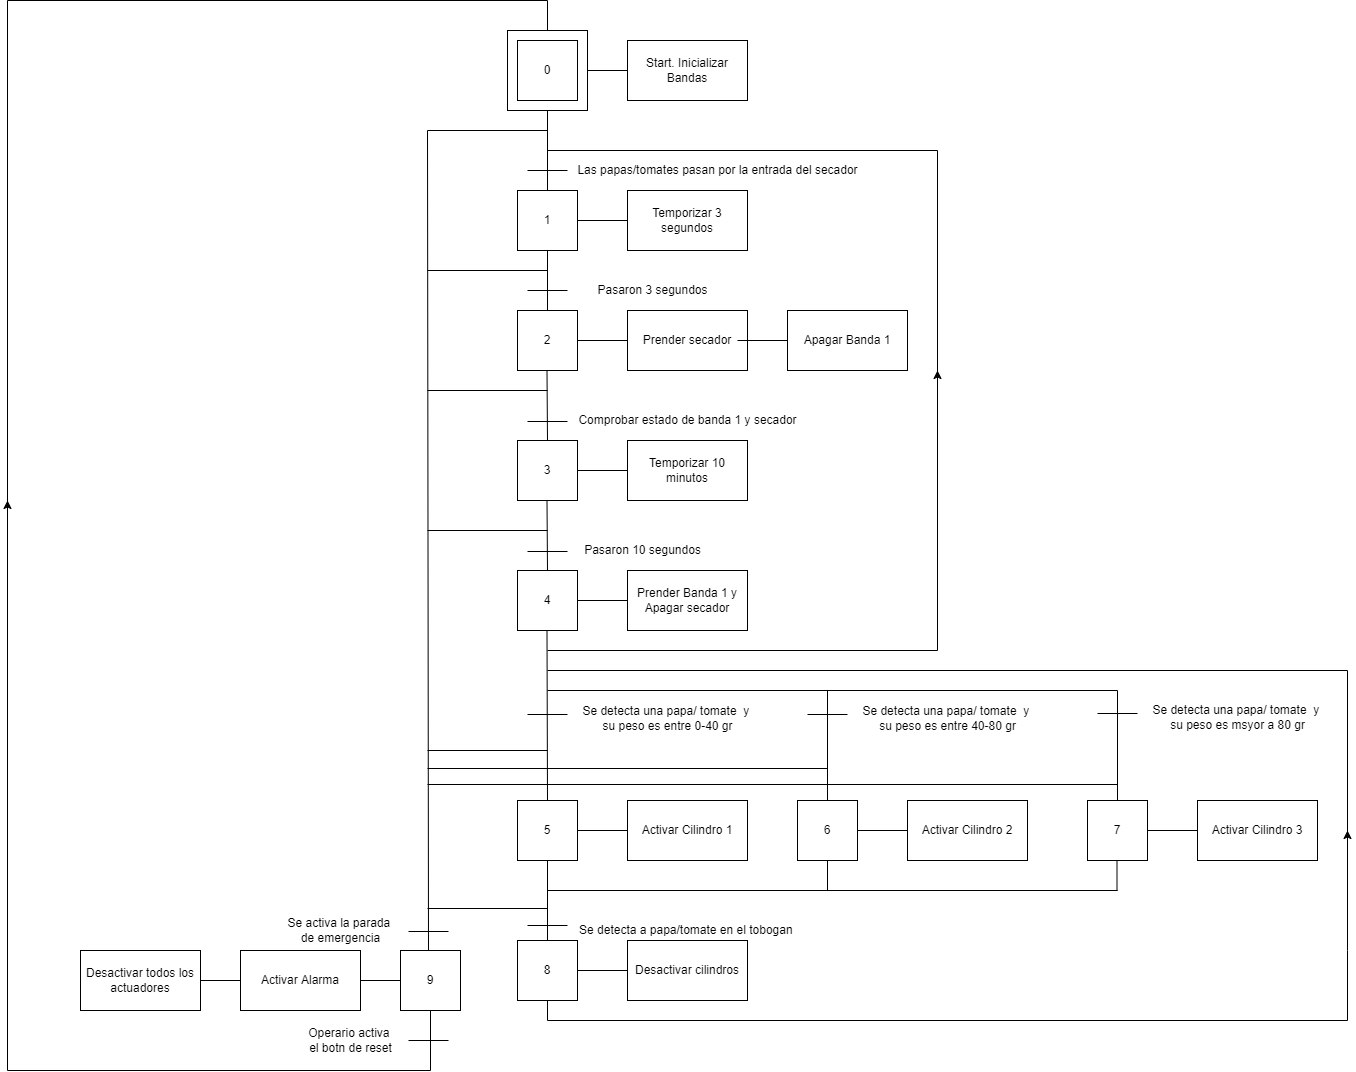 0
Start. Inicializar
Bandas
Las papas/tomates pasan por la entrada del secador
1
Temporizar 3
segundos
Pasaron 3 segundos
2
Prender secador
Apagar Banda 1
Comprobar estado de banda 1 y secador
3
Temporizar 10
minutos
Pasaron 10 segundos
4
Prender Banda 1 y
Apagar secador
Se detecta una papa/ tomate y
su peso es entre 0-40 gr
Se detecta una papa/ tomate y
su peso es entre 40-80 gr
Se detecta una papa/ tomate y
su peso es msyor a 80 gr
5
Activar Cilindro 1
6
Activar Cilindro 2
7
Activar Cilindro 3
Se activa la parada
de emergencia
Se detecta a papa/tomate en el tobogan
Desactivar todos los
actuadores
Activar Alarma
9
8
Desactivar cilindros
Operario activa
el botn de reset